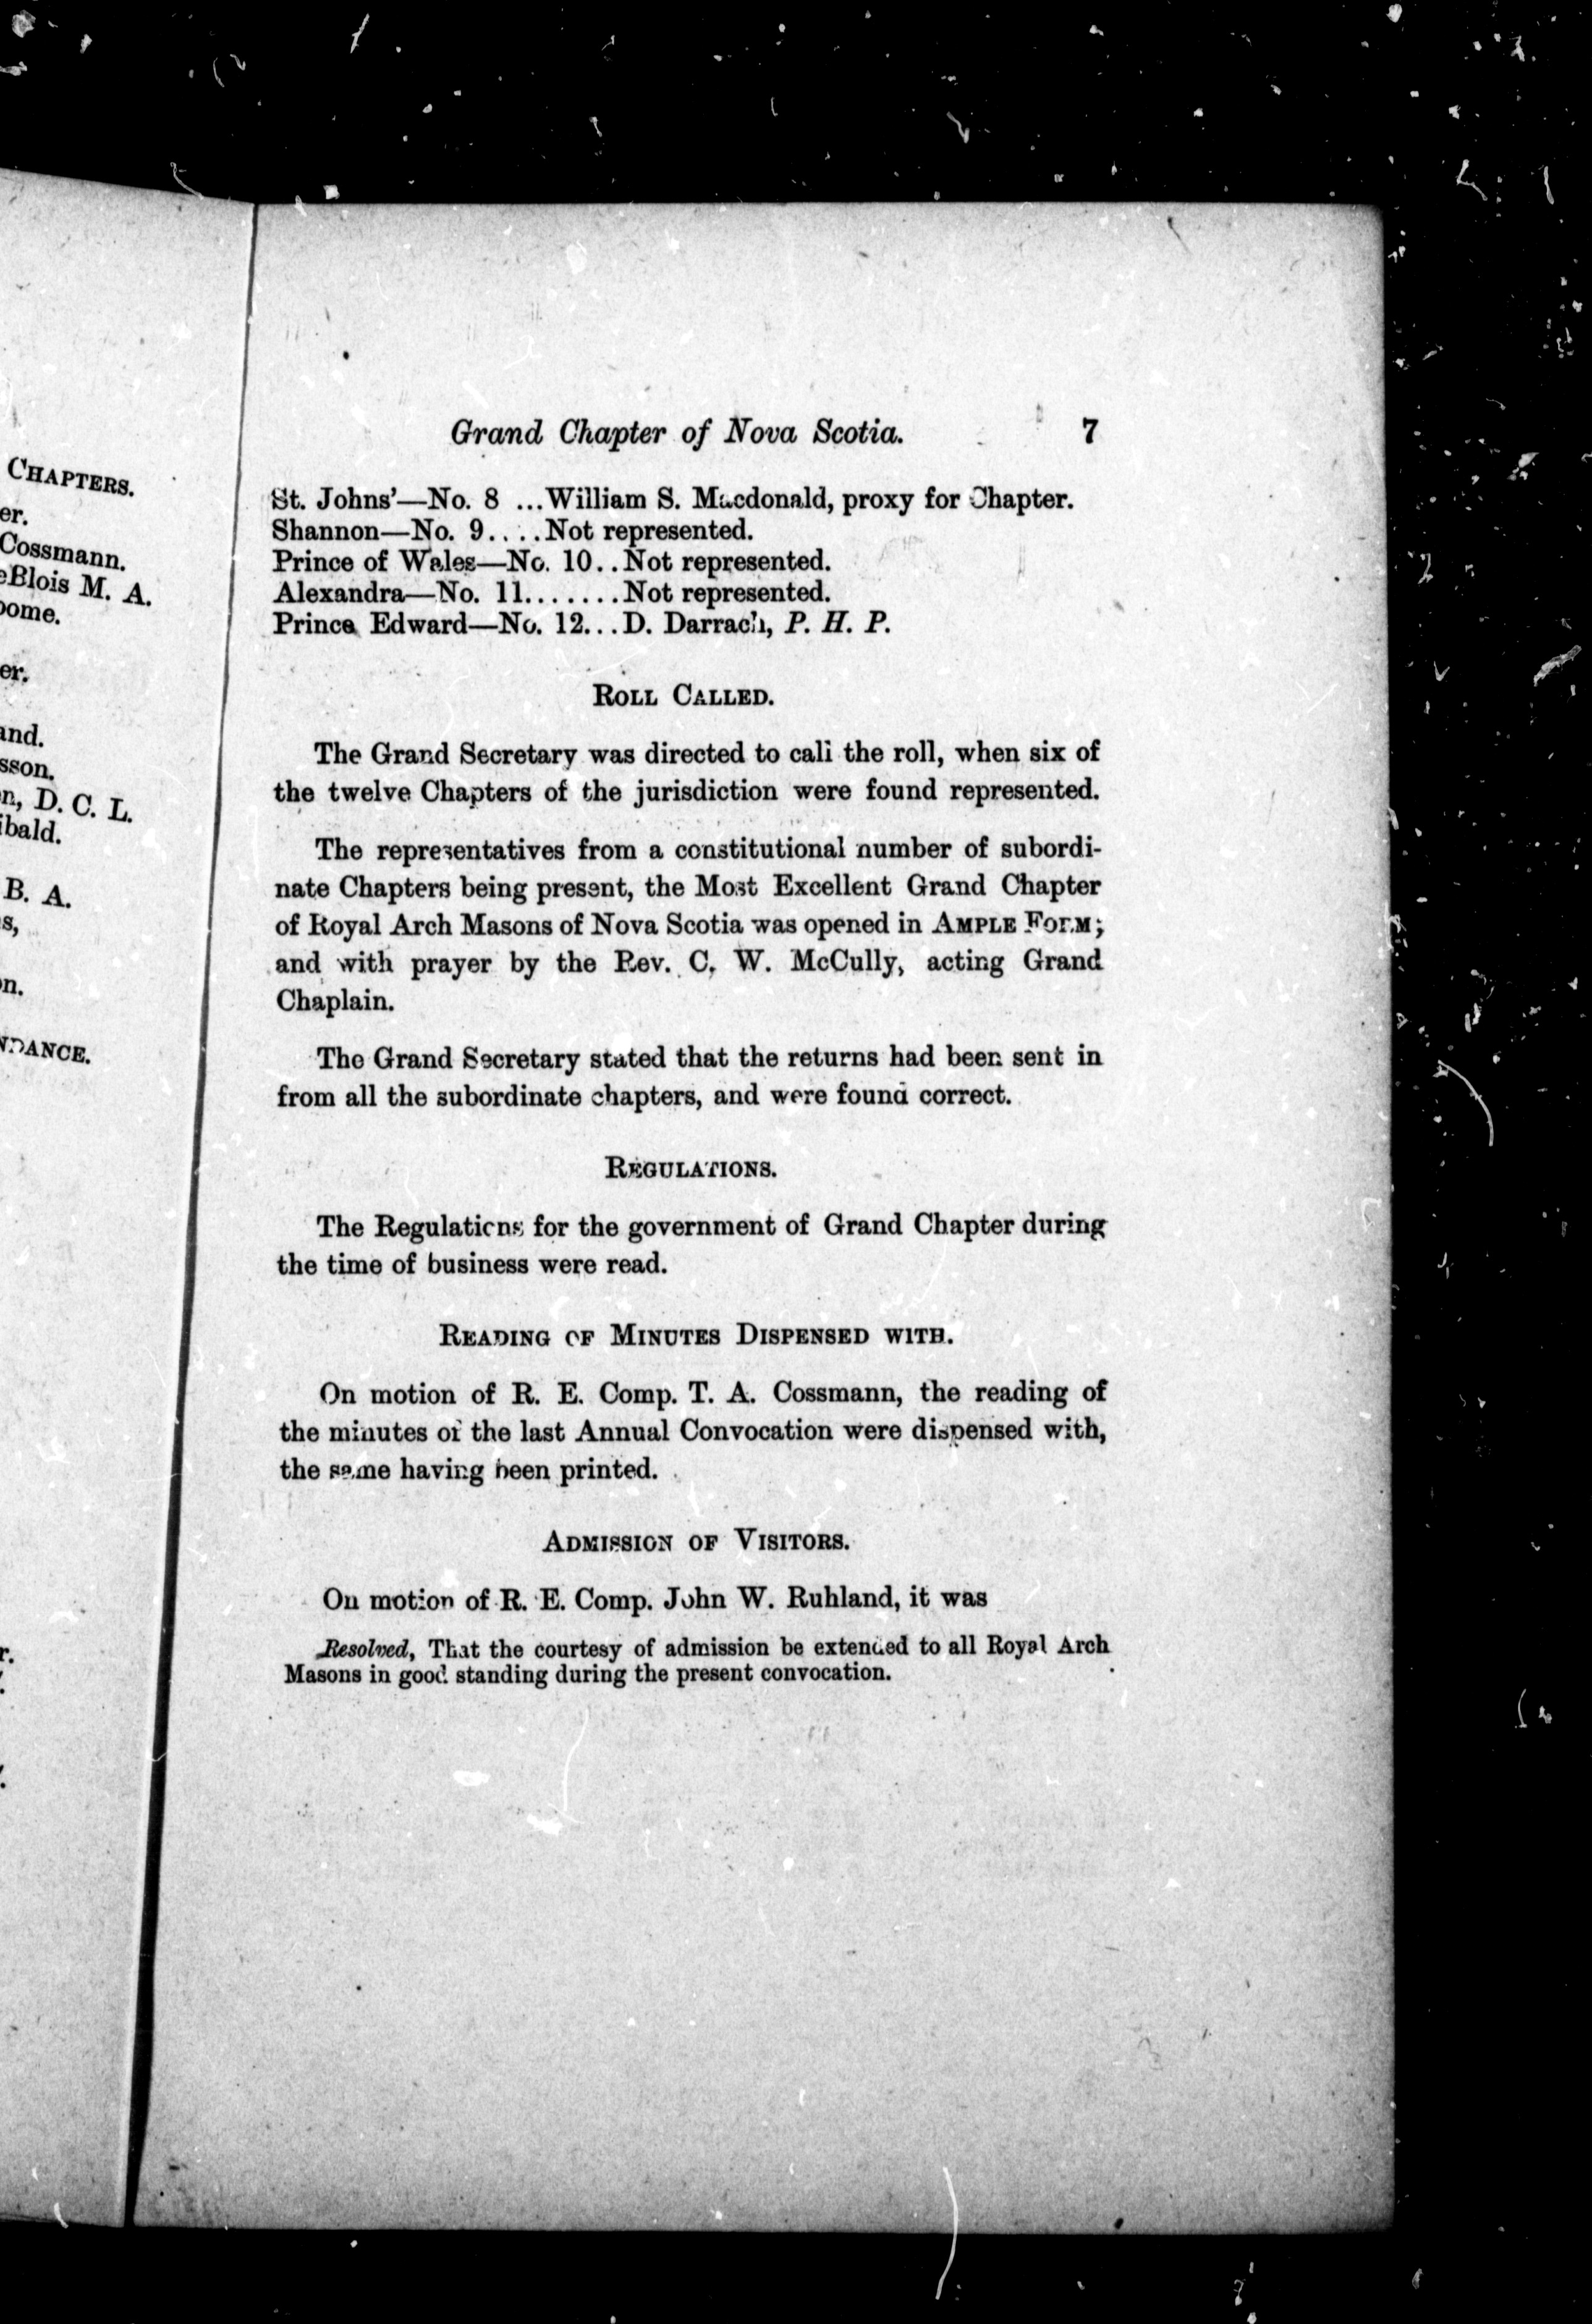 CHAPTERS.
er.
Cossmann.
eBlois M. A.
ome.
er.
and.
sson.
n, D. C. L.
ibald.
B. A.
s,
n.
NDANCE.
r.
Grand Chapter of Nova Scotia. 7
St. Johns'—No. 8 ...William S. Macdonald, proxy for Chapter.
Shannon—No. 9....Not represented.
Prince of Wales—No. 10..Not represented.
Alexandra—No. 11.......Not represented.
Prince Edward—No. 12...D. Darrach, P. H. P.
ROLL CALLED.
The Grand Secretary was directed to call the roll, when six of
the twelve Chapters of the jurisdiction were found represented.
The representatives from a constitutional number of subordi-
nate Chapters being present, the Most Excellent Grand Chapter
of Royal Arch Masons of Nova Scotia was opened in AMPLE FORM;
and with prayer by the Rev. C. W. McCully, acting Grand
Chaplain.
The Grand Secretary stated that the returns had been sent in
from all the subordinate chapters, and were found correct.
REGULATIONS.
The Regulations for the government of Grand Chapter during
the time of business were read.
READING OF MINUTES DISPENSED WITH.
On motion of R. E. Comp. T. A. Cossmann, the reading of
the minutes of the last Annual Convocation were dispensed with,
the same having been printed.
ADMISSION OF VISITORS.
On motion of R. E. Comp. John W. Ruhland, it was
Resolved, That the courtesy of admission be extended to all Royal Arch
Masons in good standing during the present convocation.